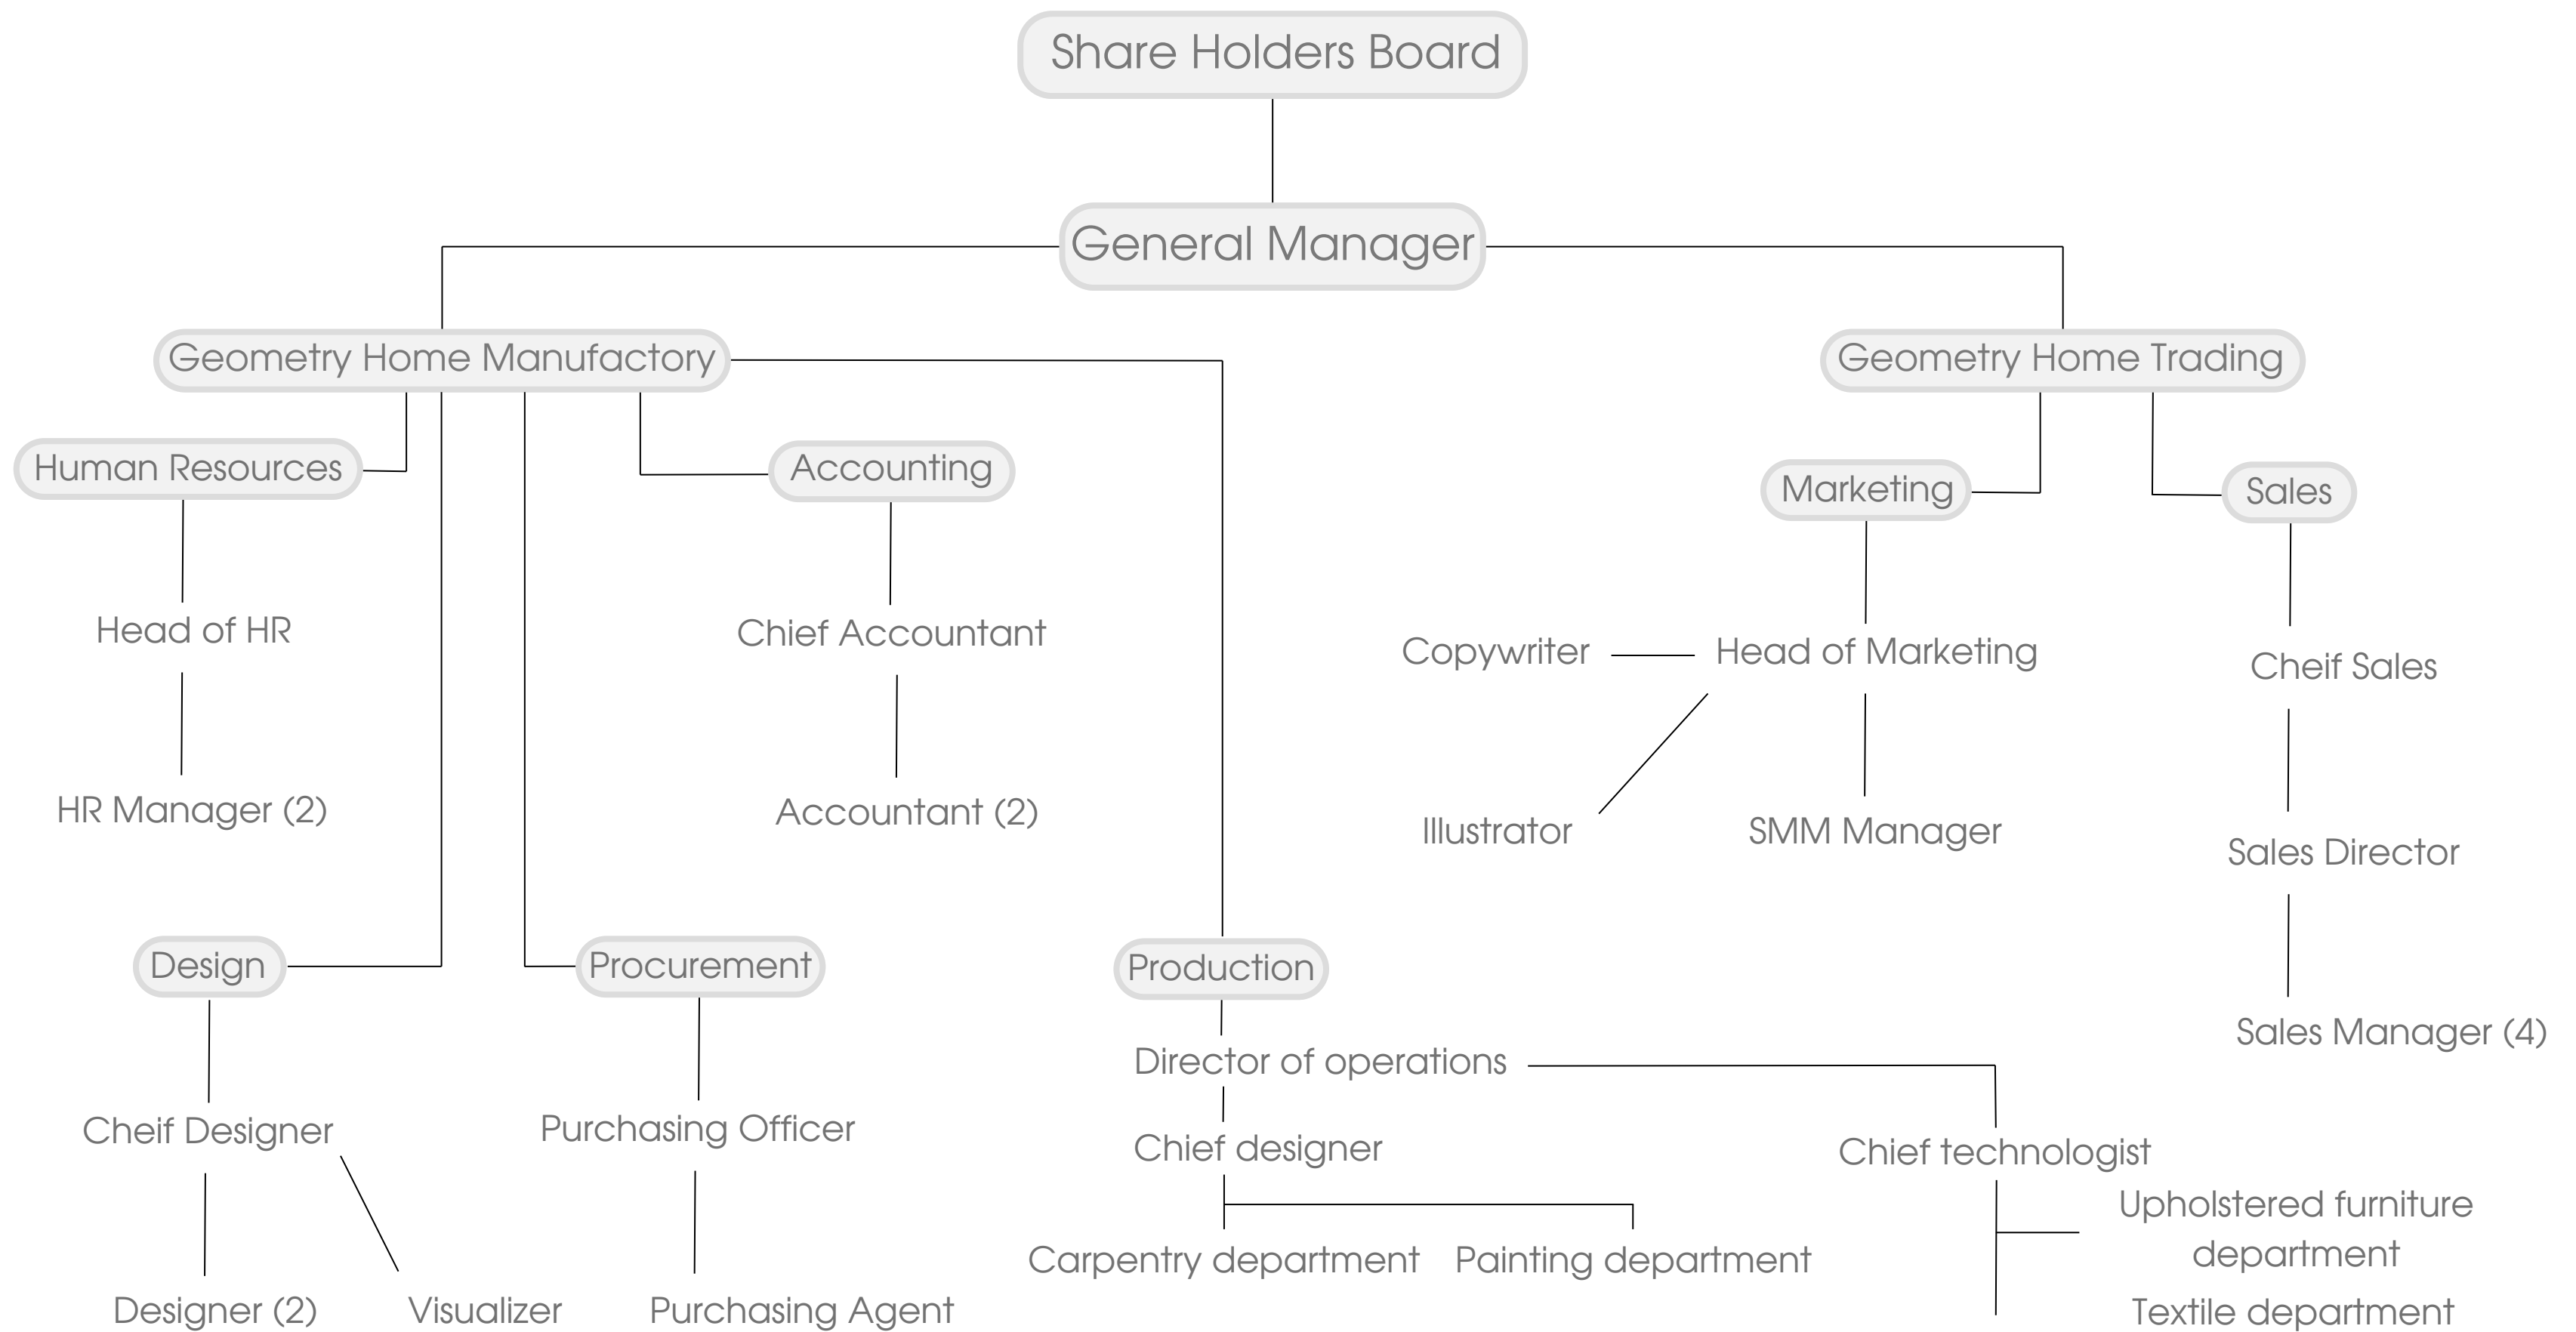 Share Holders Board
General Manager
Geometry Home Manufactory
Geometry Home Trading
Human Resources
Accounting
Marketing
Sales
Head of HR
Chief Accountant
Copywriter
Head of Marketing
Cheif Sales
HR Manager (2)
Accountant (2)
Illustrator
SMM Manager
Sales Director
Design
Procurement
Production
Sales Manager (4)
Director of operations
Cheif Designer
Purchasing Officer
Chief designer
Chief technologist
Upholstered furniture
department
Carpentry department
Painting department
Designer (2)
Visualizer
Purchasing Agent
Textile department